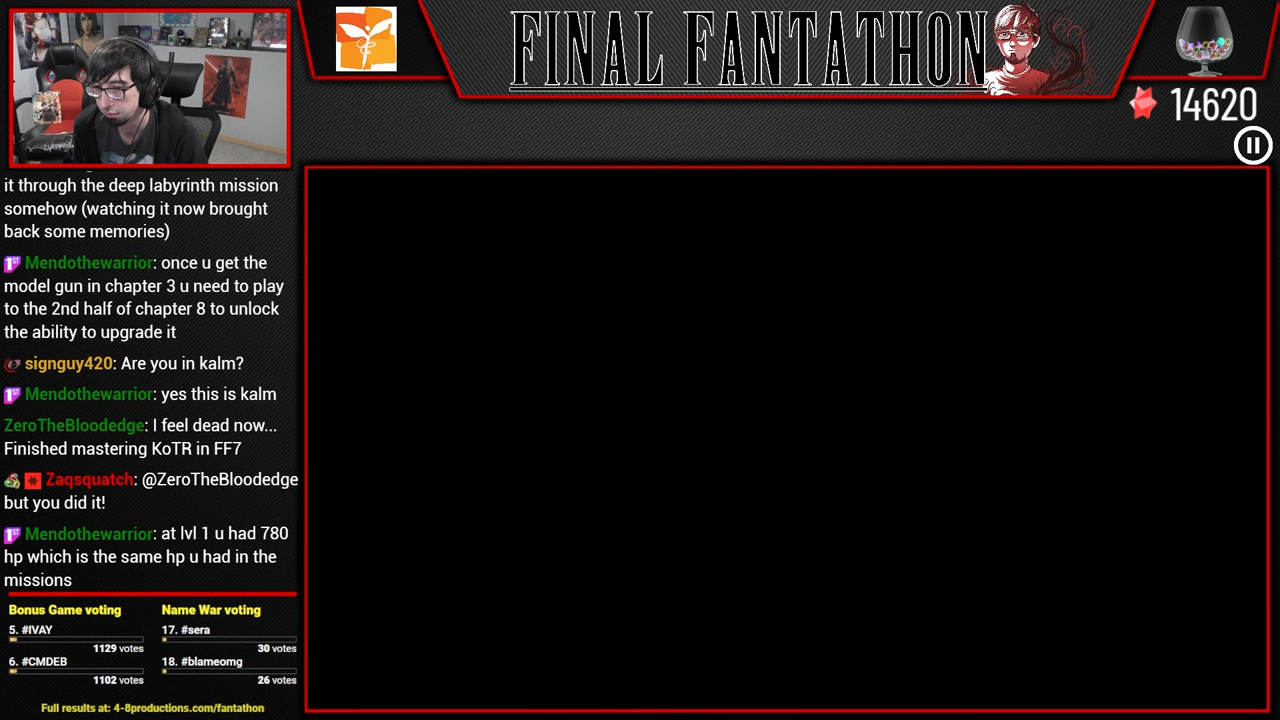 FINAL FANTATHON
14620
it through the deep labyrinth mission
somehow (watching it now brought
back some memories)
Mendothewarrior: once u get the
model gun in chapter 3 u need to play
to the 2nd half of chapter 8 to unlock
the ability to upgrade it
signguy420: Are you in kalm?
Mendothewarrior: yes this is kalm
ZeroTheBloodedge: I feel dead now...
Finished mastering KoTR in FF7
Zaqsquatch: @ZeroTheBloodedge
but you did it!
Mendothewarrior: at lvl 1 u had 780
hp which is the same hp u had in the
missions
Bonus Game voting
5. #IVAY
1129 votes
6. #CMDEB
1102 votes
Name War voting
17. #sera
30 votes
18. #blameomg
26 votes
Full results at: 4-8productions.com/fantathon